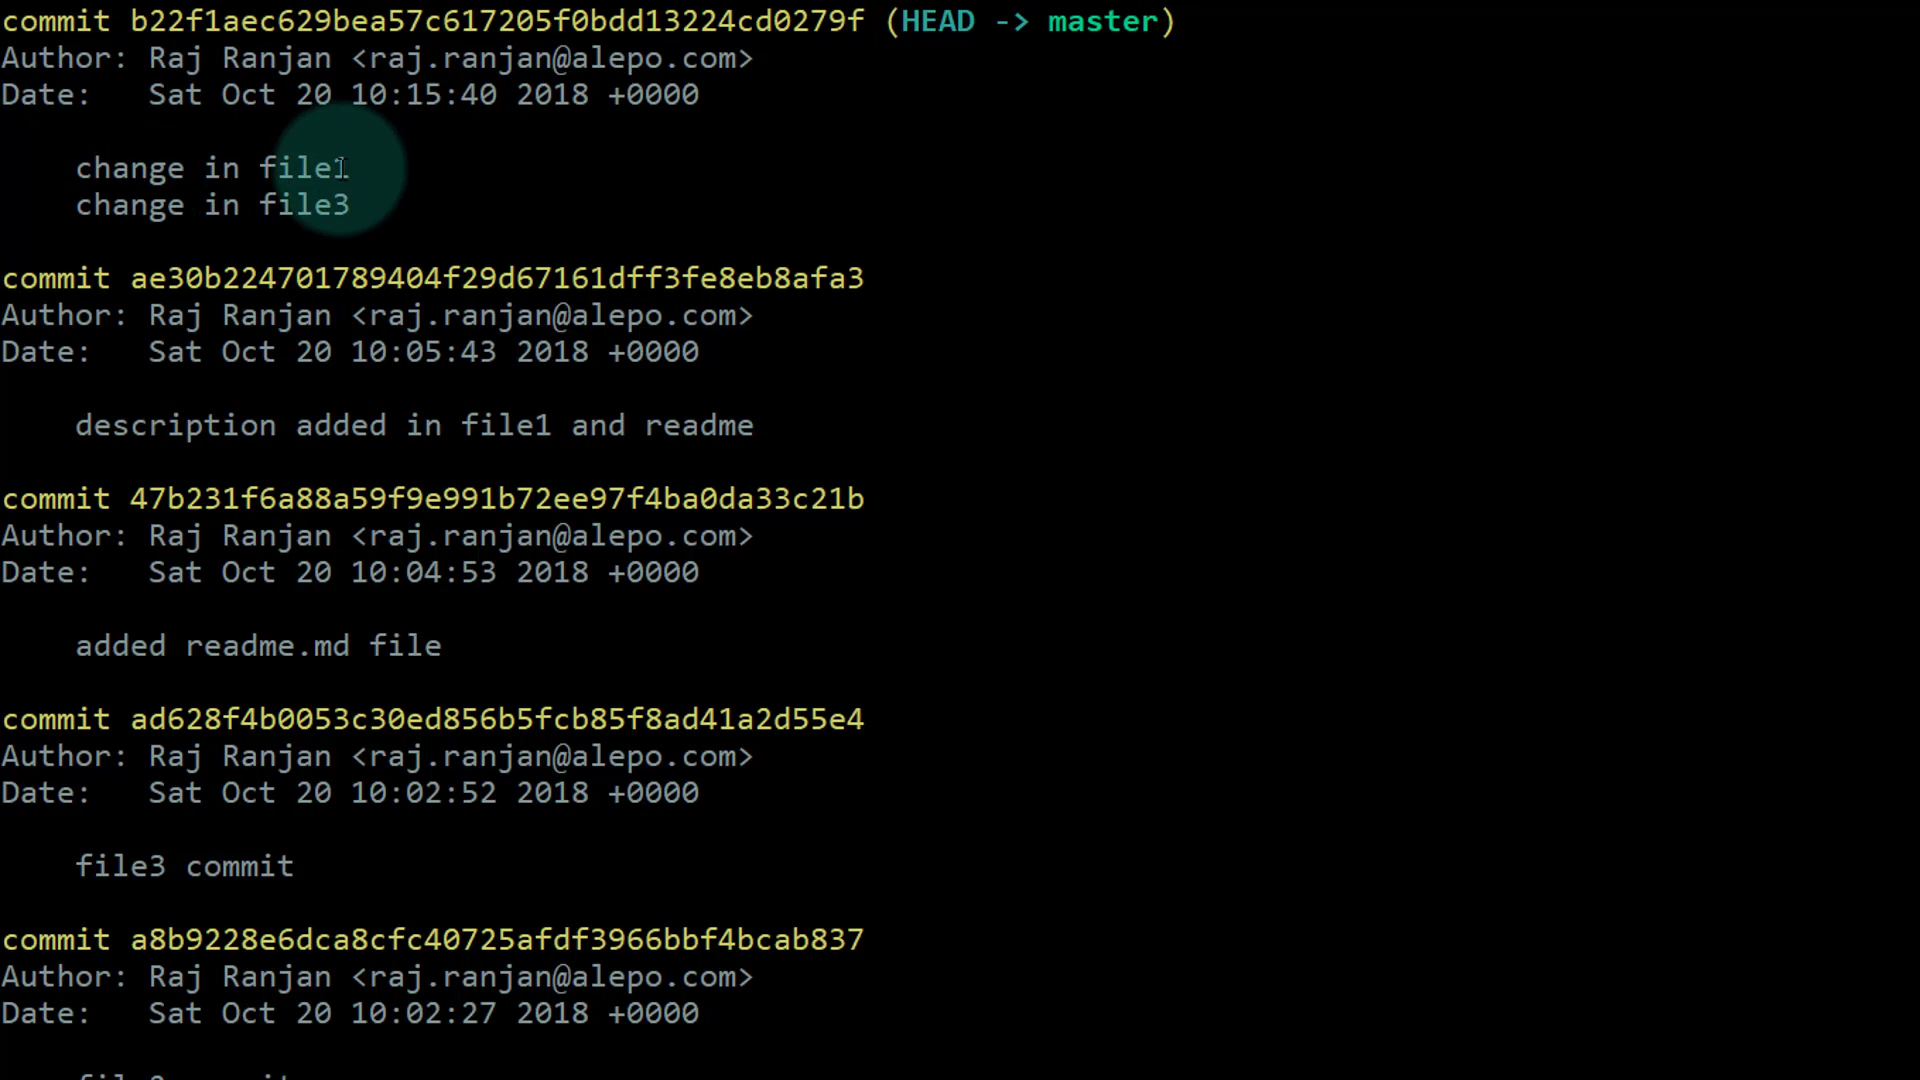 commit b22f1aec629bea57c617205f0bdd13224cd0279f (HEAD -> master)
Author: Raj Ranjan <raj.ranjan@alepo.com>
Date:   Sat Oct 20 10:15:40 2018 +0000
change in file1
change in file3
commit ae30b224701789404f29d67161dff3fe8eb8afa3
Author: Raj Ranjan <raj.ranjan@alepo.com>
Date:   Sat Oct 20 10:05:43 2018 +0000
description added in file1 and readme
commit 47b231f6a88a59f9e991b72ee97f4ba0da33c21b
Author: Raj Ranjan <raj.ranjan@alepo.com>
Date:   Sat Oct 20 10:04:53 2018 +0000
added readme.md file
commit ad628f4b0053c30ed856b5fcb85f8ad41a2d55e4
Author: Raj Ranjan <raj.ranjan@alepo.com>
Date:   Sat Oct 20 10:02:52 2018 +0000
file3 commit
commit a8b9228e6dca8cfc40725afdf3966bbf4bcab837
Author: Raj Ranjan <raj.ranjan@alepo.com>
Date:   Sat Oct 20 10:02:27 2018 +0000